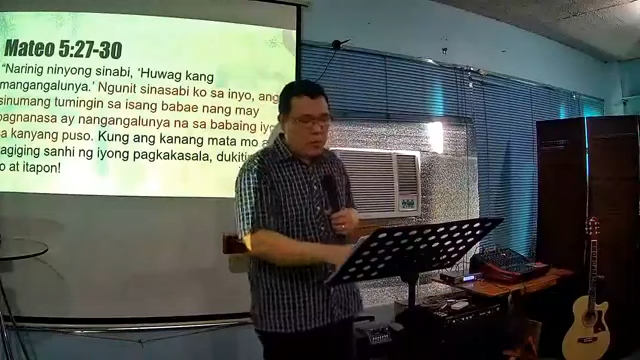 Mateo 5:27-30
"Narinig ninyong sinabi, 'Huwag kang
mangangalunya.' Ngunit sinasabi ko sa inyo, ang
sinumang tumingin sa isang babae nang may
pagnanasa ay nangangalunya na sa babaing
sa kanyang puso. Kung ang kanang mata mo
nagiging sanhi ng iyong pagkakasala,
o at itapon!